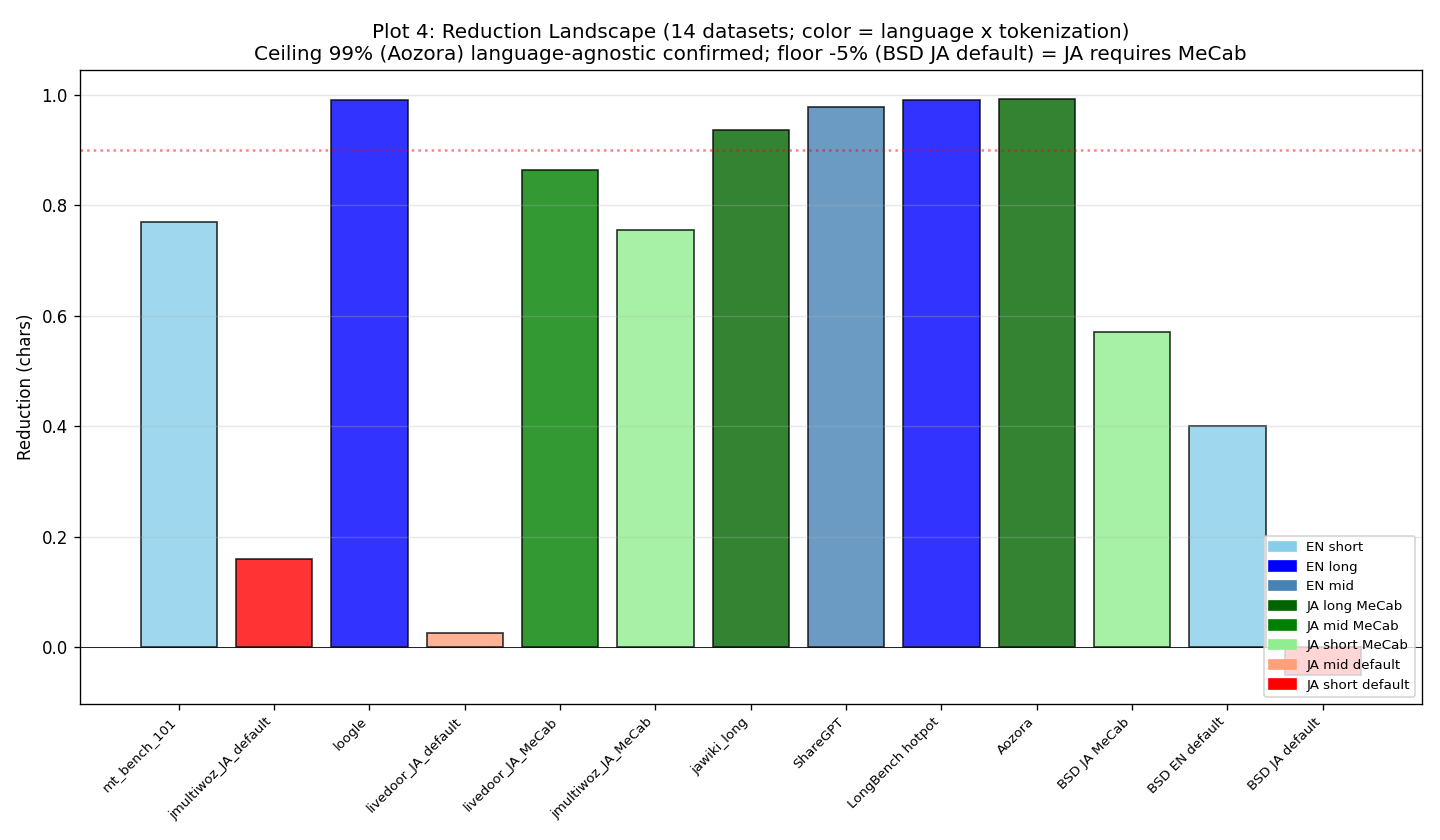 Plot 4: Reduction Landscape (14 datasets; color = language x tokenization)
Ceiling 99% (Aozora) language-agnostic confirmed; floor -5% (BSD JA default) = JA requires MeCab
Reduction (chars)
1.0
0.8
0.6
0.4
0.2
0.0
EN short
EN long
EN mid
JA long MeCab
JA mid MeCab
JA short MeCab
JA mid default
JA short default
mt_bench_101
jmultiwoz_JA_default
loogle
livedoor_JA_default
livedoor_JA_MeCab
jmultiwoz_JA_MeCab
jawiki_long
ShareGPT
LongBench hotpot
Aozora
BSD JA MeCab
BSD EN default
BSD JA default